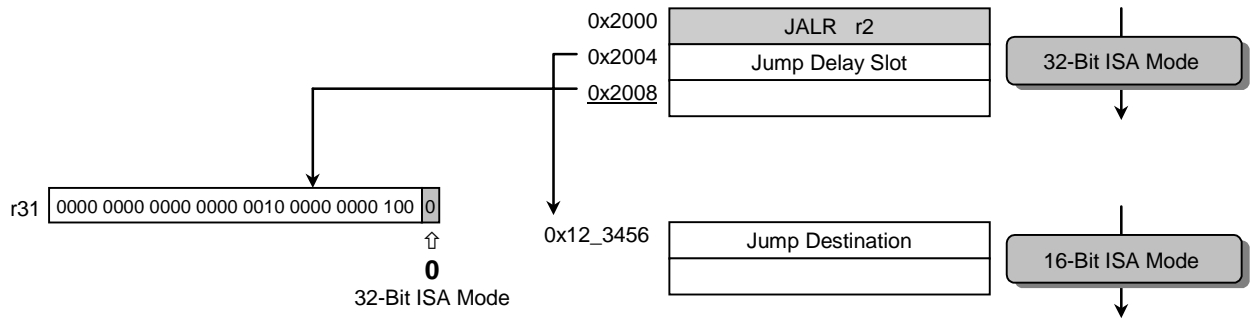 0x2000 JALR r2
0x2004 Jump Delay Slot 32-Bit ISA Mode
0x2008
r31 0000 0000 0000 0000 0010 0000 0000 100 0
0x12_3456 Jump Destination
⇧
0 16-Bit ISA Mode
32-Bit ISA Mode